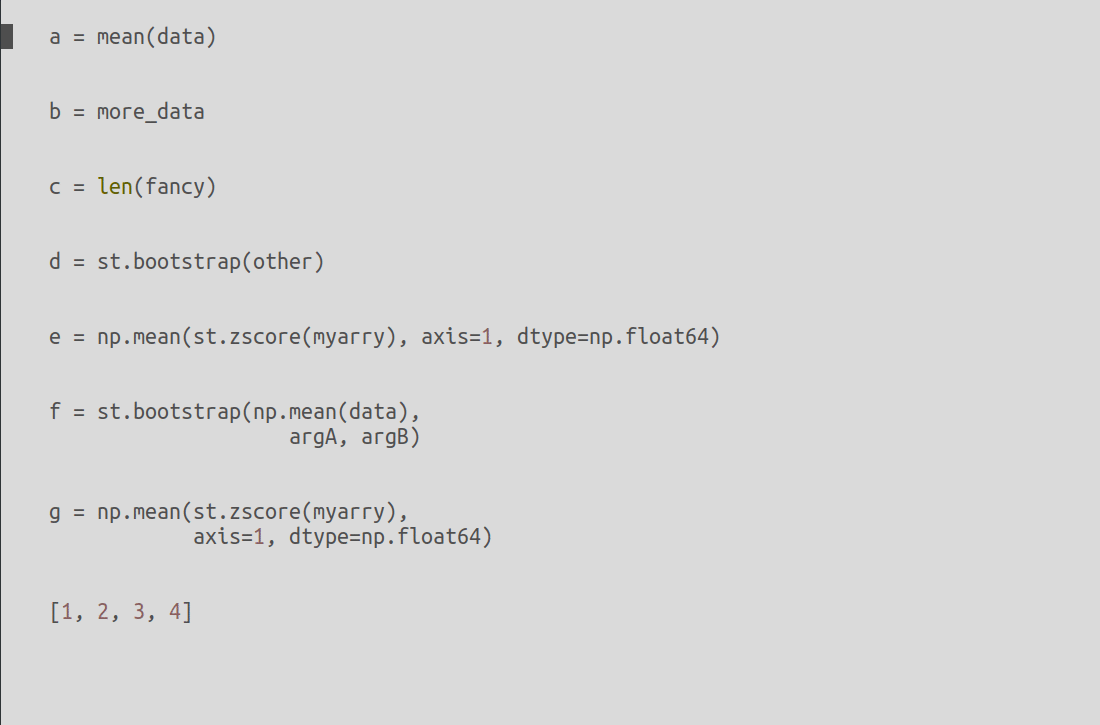 a = mean(data)
b = more_data
c = len(fancy)
d = st.bootstrap(other)
e = np.mean(st.zscore(myarry), axis=1, dtype=np.float64)
f = st.bootstrap(np.mean(data),
argA, argB)
g = np.mean(st.zscore(myarry),
axis=1, dtype=np.float64)
[1, 2, 3, 4]